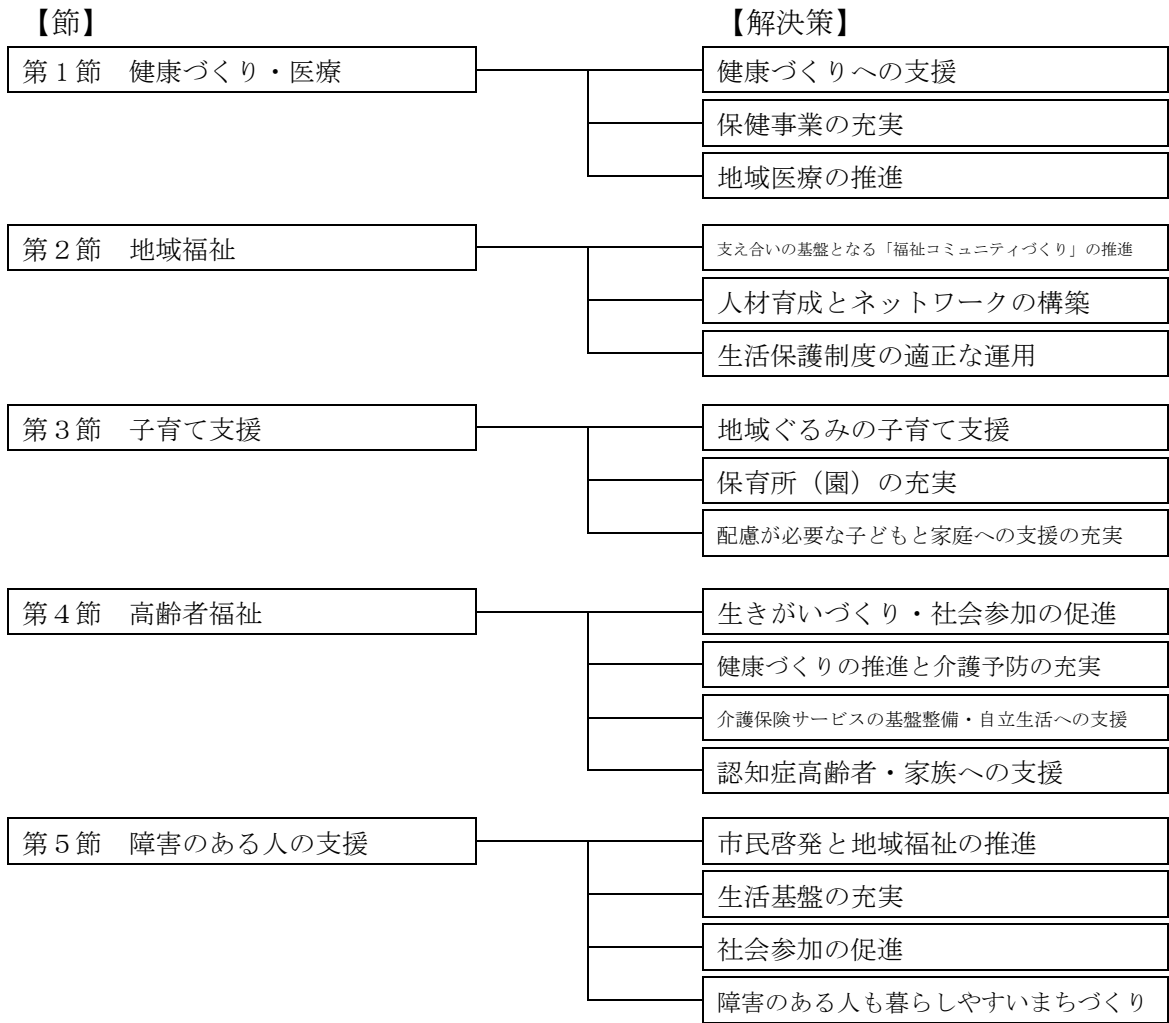 【節】 【解決策】
第１節　健康づくり・医療 健康づくりへの支援
保健事業の充実
地域医療の推進
第２節　地域福祉 支え合いの基盤となる「福祉コミュニティづくり」の推進
人材育成とネットワークの構築
生活保護制度の適正な運用
第３節　子育て支援 地域ぐるみの子育て支援
保育所（園）の充実
配慮が必要な子どもと家庭への支援の充実
第４節　高齢者福祉 生きがいづくり・社会参加の促進
健康づくりの推進と介護予防の充実
介護保険サービスの基盤整備・自立生活への支援
認知症高齢者・家族への支援
第５節　障害のある人の支援 市民啓発と地域福祉の推進
生活基盤の充実
社会参加の促進
障害のある人も暮らしやすいまちづくり